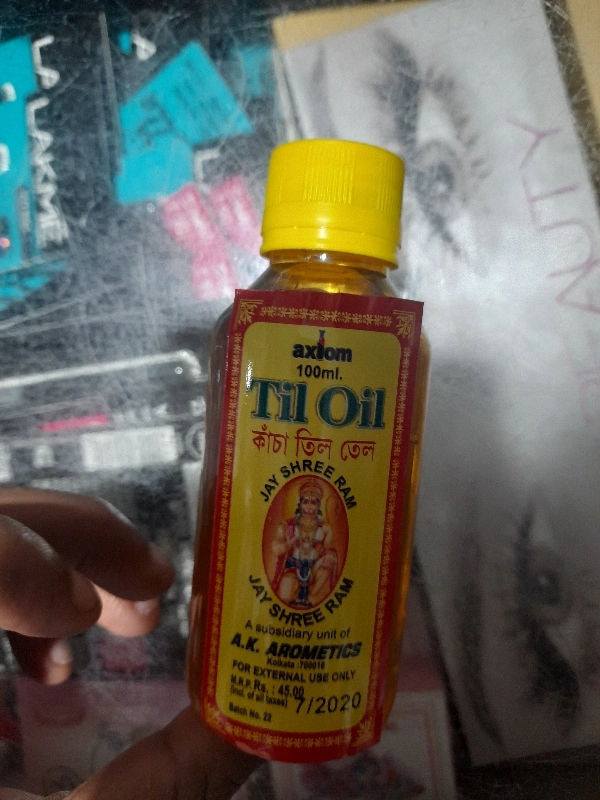 axiom
100ml.
Til Oil
কাঁচা তিল তেল
JAY SHREE RAM
JAY SHREE RAM
A subsidiary unit of
A.K. AROMETICS
Kolkata :700016
FOR EXTERNAL USE ONLY
M.R.P. Rs. : 45.00
(Incl. of all taxes) 7/2020
Batch No. 22
LAKME